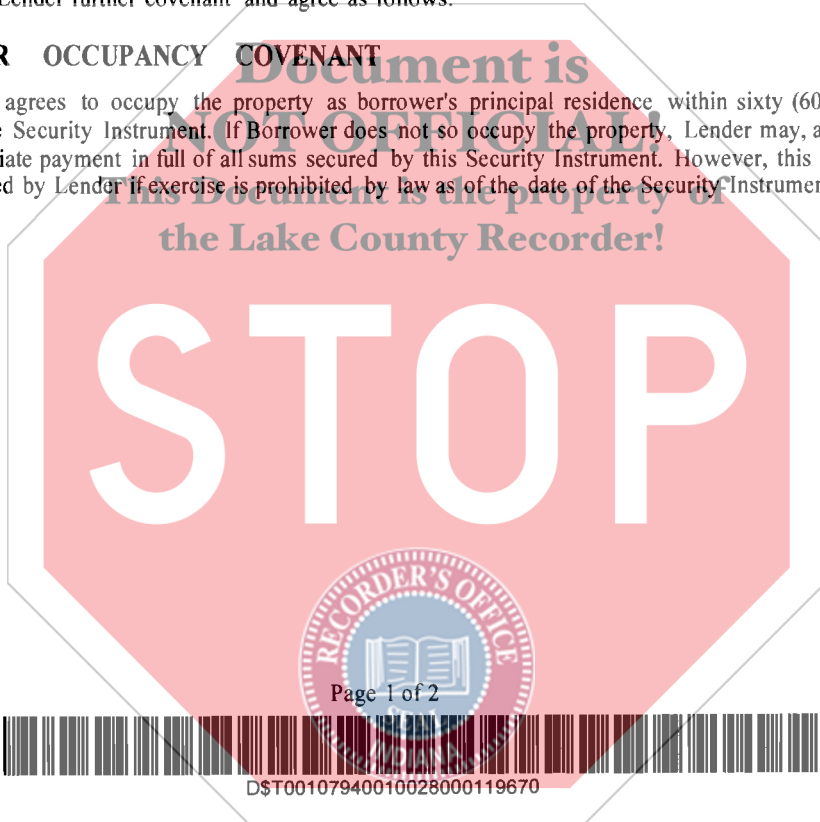 Lender further covenant and agree as follows:
R OCCUPANCY COVENANT
Document is
agrees to occupy the property as borrower's principal residence within sixty (60
Security Instrument. If Borrower does not so occupy the property, Lender may, a
NOT OFFICIAL!
iate payment in full of all sums secured by this Security Instrument. However, this
ed by Lender if exercise is prohibited by law as of the date of the Security Instrumen
This Document is the property of
the Lake County Recorder!
STOP
RECORDER'S OFFICE
Page 1 of 2
SEAL
INDIANA
D$T00107940010028000119670